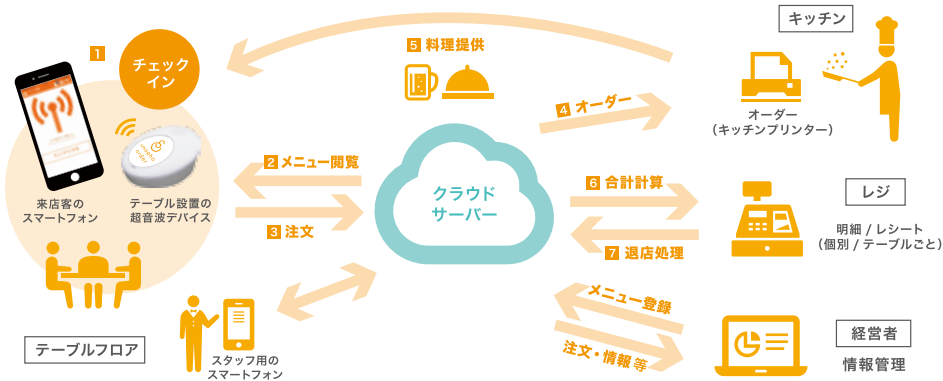 1
チェック
イン
来店客の
スマートフォン
テーブル設置の
超音波デバイス
2 メニュー閲覧
3 注文
クラウド
サーバー
4 オーダー
5 料理提供
キッチン
オーダー
(キッチンプリンター)
6 合計計算
7 退店処理
レジ
明細 / レシート
(個別 / テーブルごと)
テーブルフロア
スタッフ用の
スマートフォン
メニュー登録
注文・情報 等
経営者
情報管理